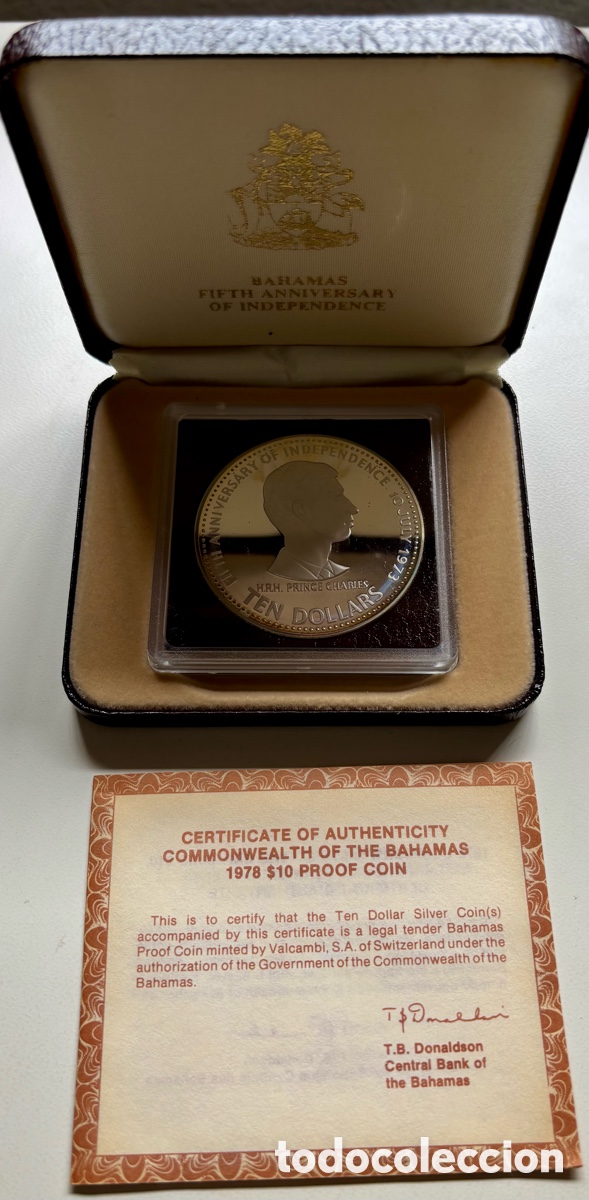 BAHAMAS
FIFTH ANNIVERSARY
OF INDEPENDENCE
FIFTH ANNIVERSARY OF INDEPENDENCE 10 JULY 1973
H.R.H. PRINCE CHARLES
TEN DOLLARS
CERTIFICATE OF AUTHENTICITY
COMMONWEALTH OF THE BAHAMAS
1978 $10 PROOF COIN
This is to certify that the Ten Dollar Silver Coin(s)
accompanied by this certificate is a legal tender Bahamas
Proof Coin minted by Valcambi, S.A. of Switzerland under the
authorization of the Government of the Commonwealth of the
Bahamas.
T.B. Donaldson
Central Bank of
the Bahamas
todocoleccion